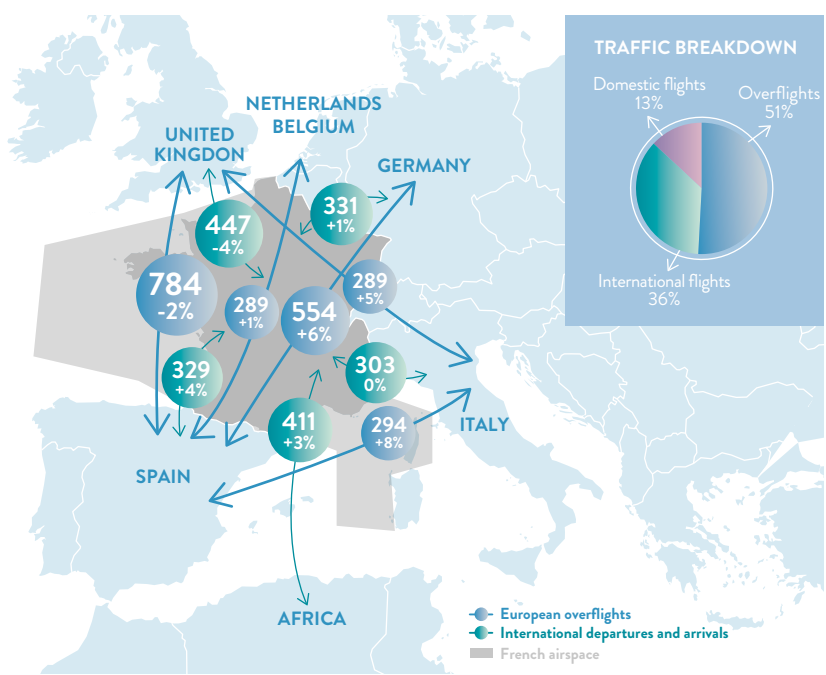 TRAFFIC BREAKDOWN
Domestic flights
13%
Overflights
51%
International flights
36%
NETHERLANDS
BELGIUM
UNITED
KINGDON
GERMANY
331
+1%
447
-4%
784
-2%
289
+1%
554
+6%
289
+5%
329
+4%
303
0%
411
+3%
294
+8%
ITALY
SPAIN
AFRICA
European overflights
International departures and arrivals
French airspace